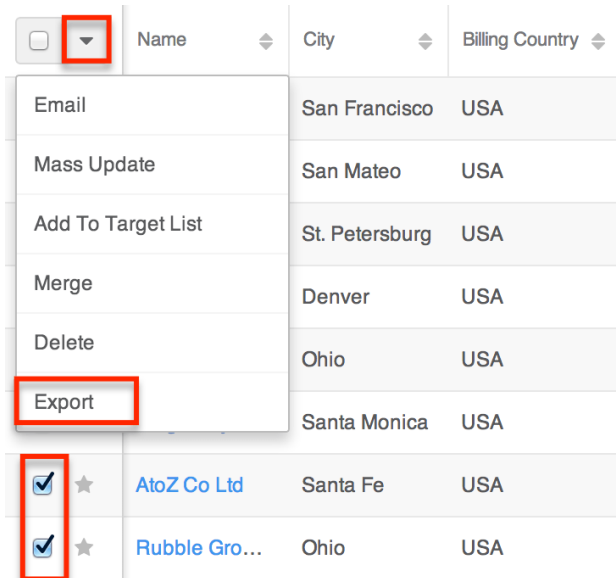 Name City Billing Country
Email San Francisco USA
Mass Update San Mateo USA
Add To Target List St. Petersburg USA
Merge Denver USA
Delete Ohio USA
Export Santa Monica USA
AtoZ Co Ltd Santa Fe USA
Rubble Gro... Ohio USA